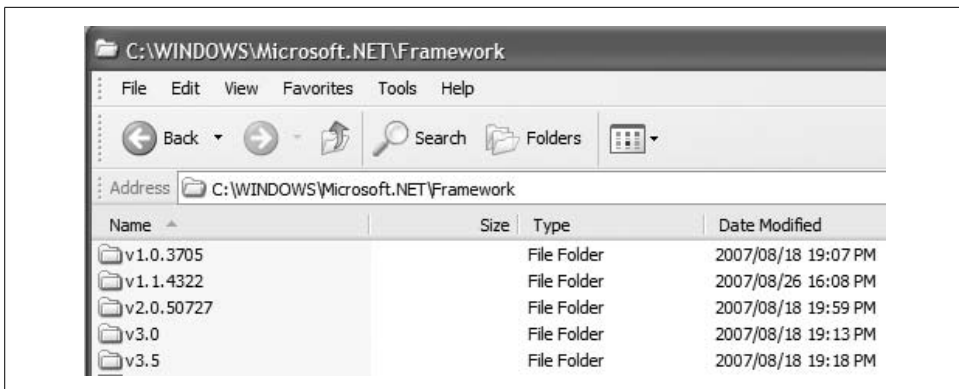 C:\WINDOWS\Microsoft.NET\Framework
File Edit View Favorites Tools Help
Back Search Folders
Address C:\WINDOWS\Microsoft.NET\Framework
Name Size Type Date Modified
v1.0.3705 File Folder 2007/08/18 19:07 PM
v1.1.4322 File Folder 2007/08/26 16:08 PM
v2.0.50727 File Folder 2007/08/18 19:59 PM
v3.0 File Folder 2007/08/18 19:13 PM
v3.5 File Folder 2007/08/18 19:18 PM